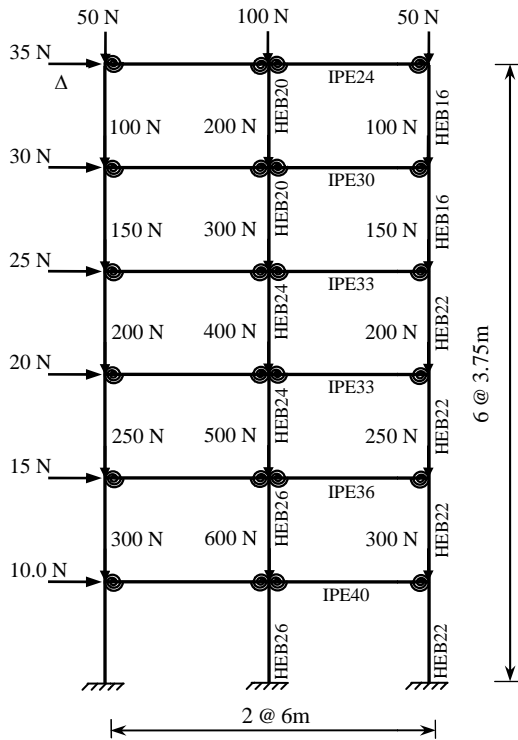 50 N 100 N 50 N
35 N
Δ
IPE24
HEB20
HEB16
100 N 200 N 100 N
30 N
IPE30
HEB20
HEB16
150 N 300 N 150 N
25 N
IPE33
HEB24
HEB22
200 N 400 N 200 N
20 N
IPE33
HEB24
HEB22
250 N 500 N 250 N
15 N
IPE36
HEB26
HEB22
300 N 600 N 300 N
10.0 N
IPE40
HEB26
HEB22
6 @ 3.75m
2 @ 6m